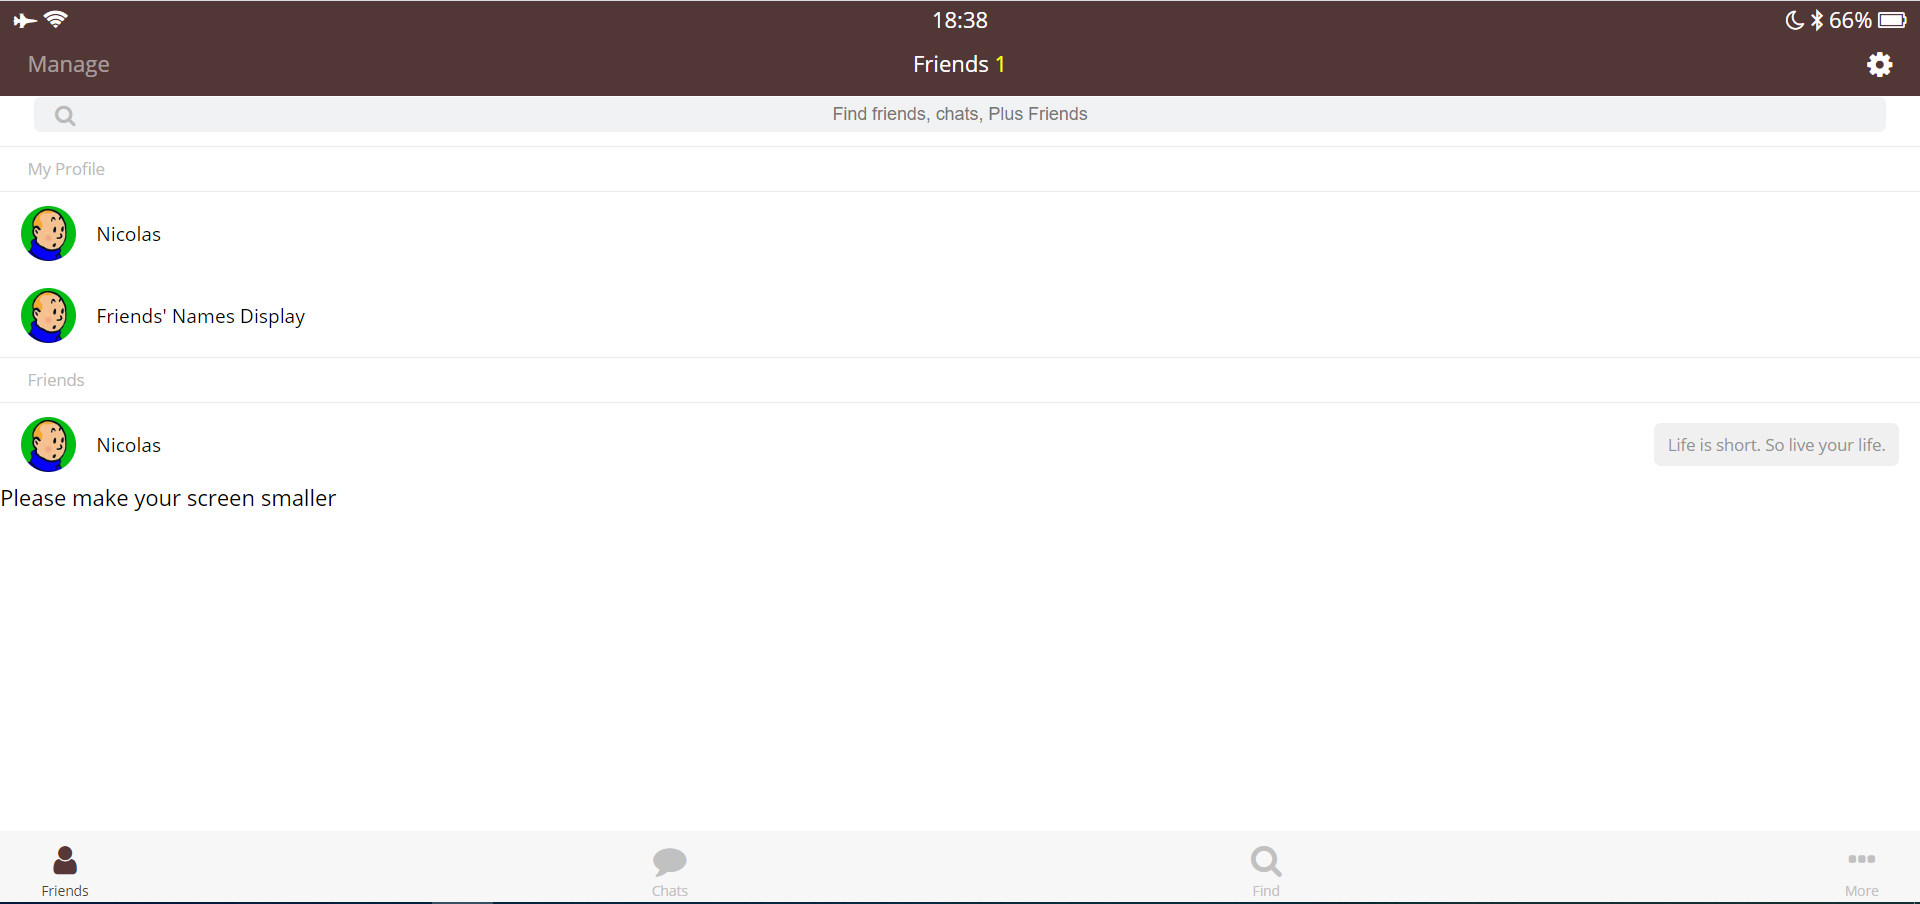 18:38
66%
Manage
Friends 1
Find friends, chats, Plus Friends
My Profile
Nicolas
Friends' Names Display
Friends
Nicolas
Life is short. So live your life.
Please make your screen smaller
Friends
Chats
Find
More